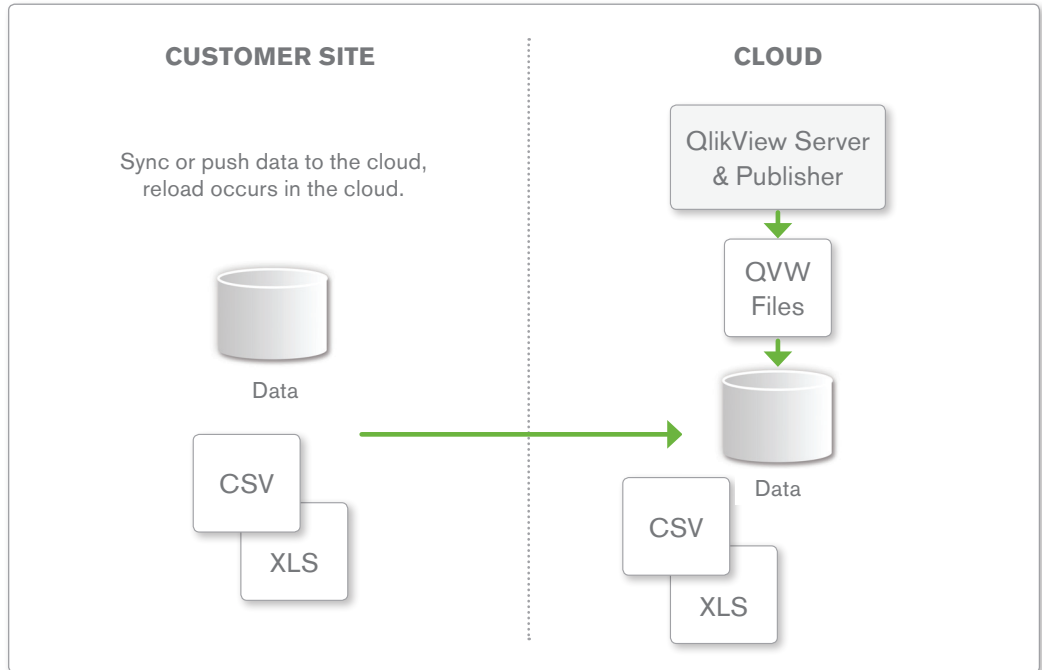 CUSTOMER SITE
Sync or push data to the cloud,
reload occurs in the cloud.
Data
CSV
XLS
CLOUD
QlikView Server
& Publisher
QVW
Files
Data
CSV
XLS